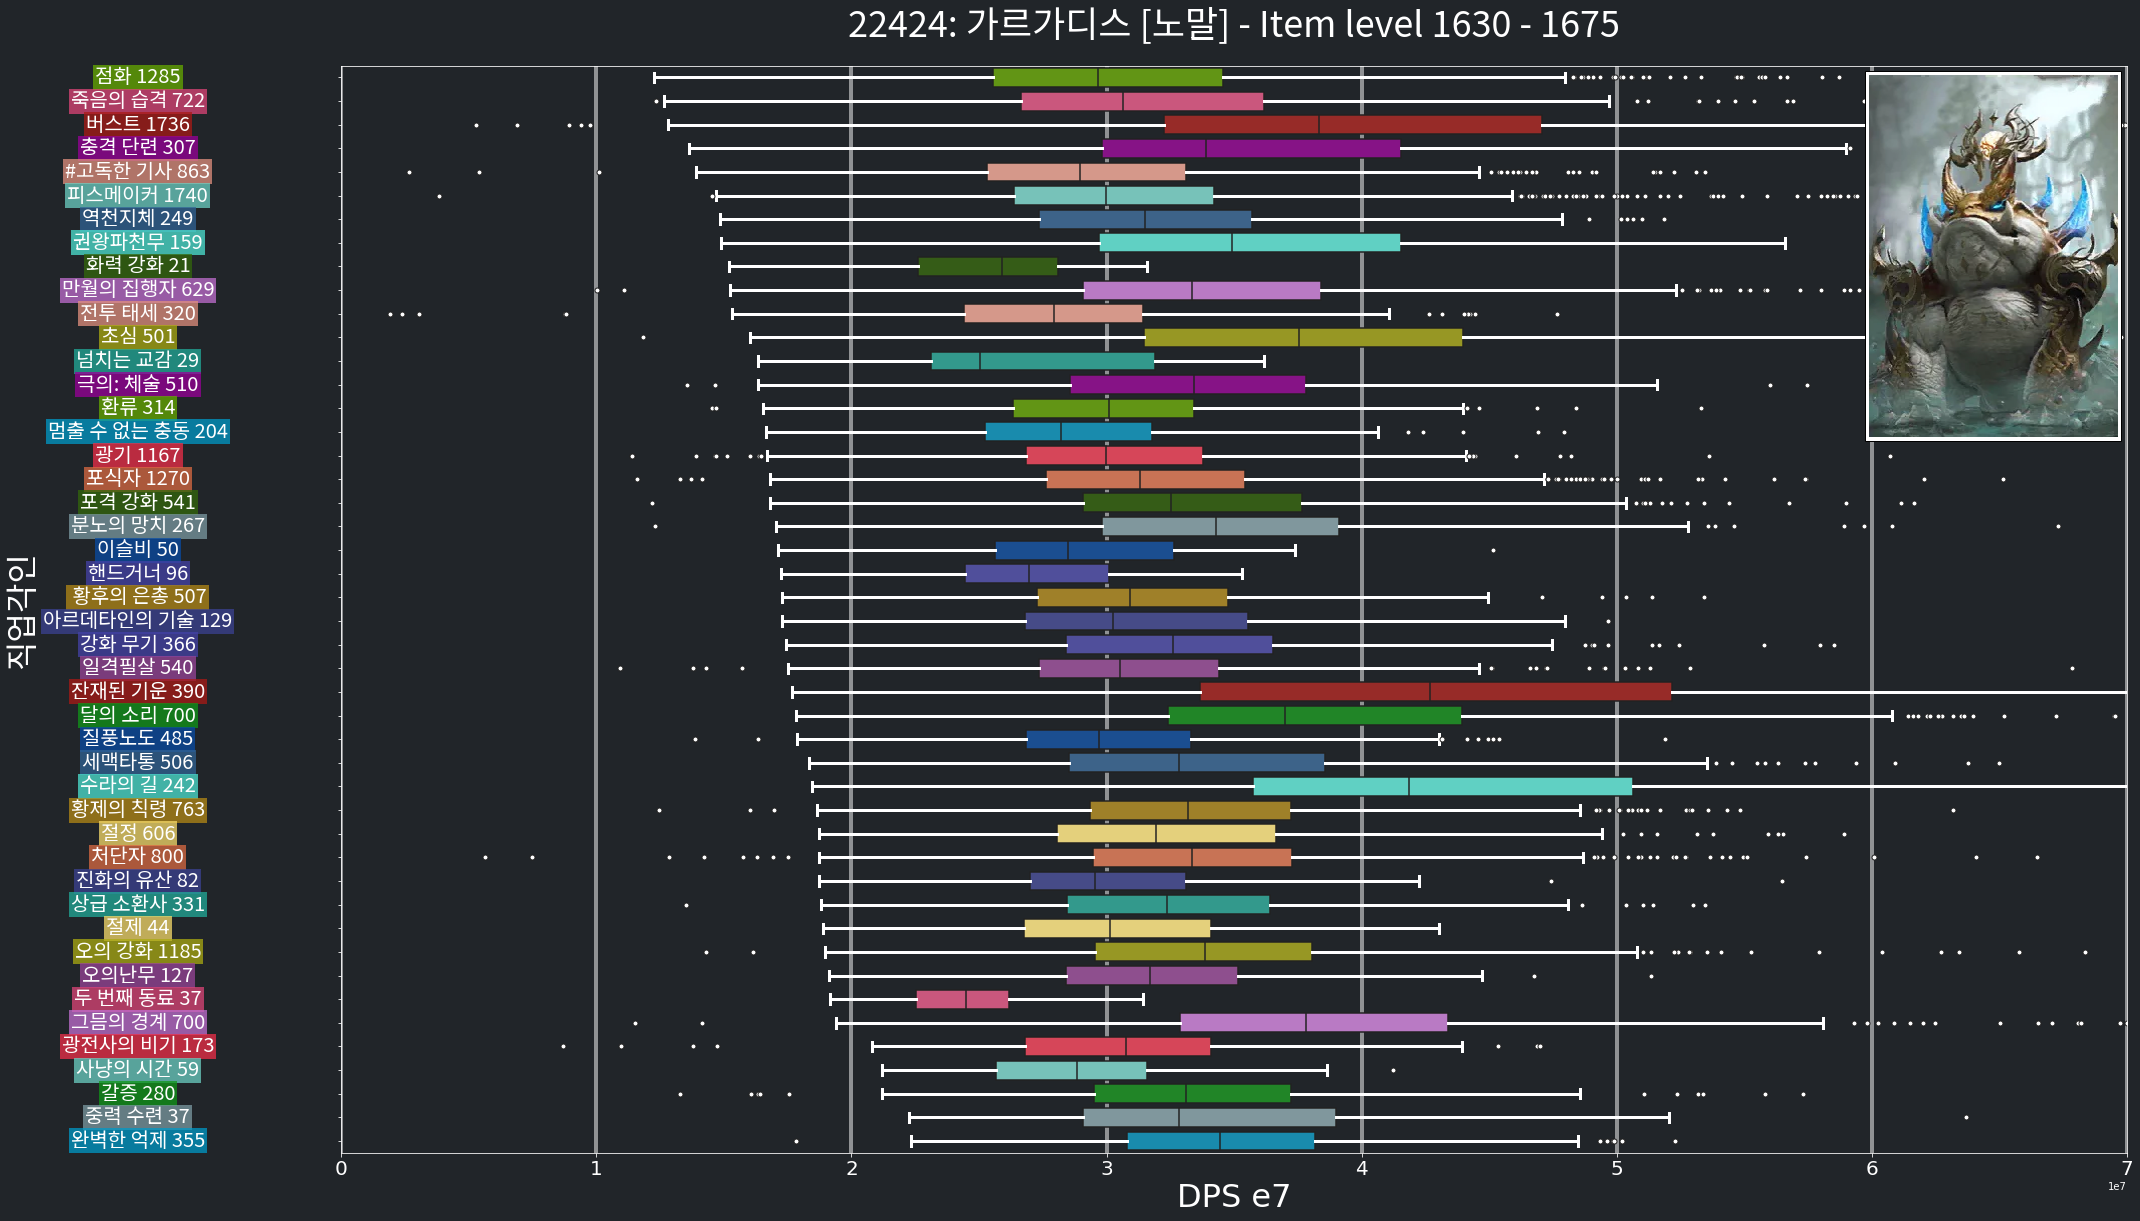 22424: 가르가디스 [노말] - Item level 1630 - 1675
점화 1285
죽음의 습격 722
버스트 1736
충격 단련 307
#고독한 기사 863
피스메이커 1740
역천지체 249
권왕파천무 159
화력 강화 21
만월의 집행자 629
전투 태세 320
초심 501
넘치는 교감 29
극의: 체술 510
환류 314
멈출 수 없는 충동 204
광기 1167
포식자 1270
포격 강화 541
분노의 망치 267
이슬비 50
핸드거너 96
황후의 은총 507
아르데타인의 기술 129
강화 무기 366
일격필살 540
잔재된 기운 390
달의 소리 700
질풍노도 485
세맥타통 506
수라의 길 242
황제의 칙령 763
절정 606
처단자 800
진화의 유산 82
상급 소환사 331
절제 44
오의 강화 1185
오의난무 127
두 번째 동료 37
그믐의 경계 700
광전사의 비기 173
사냥의 시간 59
갈증 280
중력 수련 37
완벽한 억제 355
직업각인
0 1 2 3 4 5 6 7
DPS e7
1e7